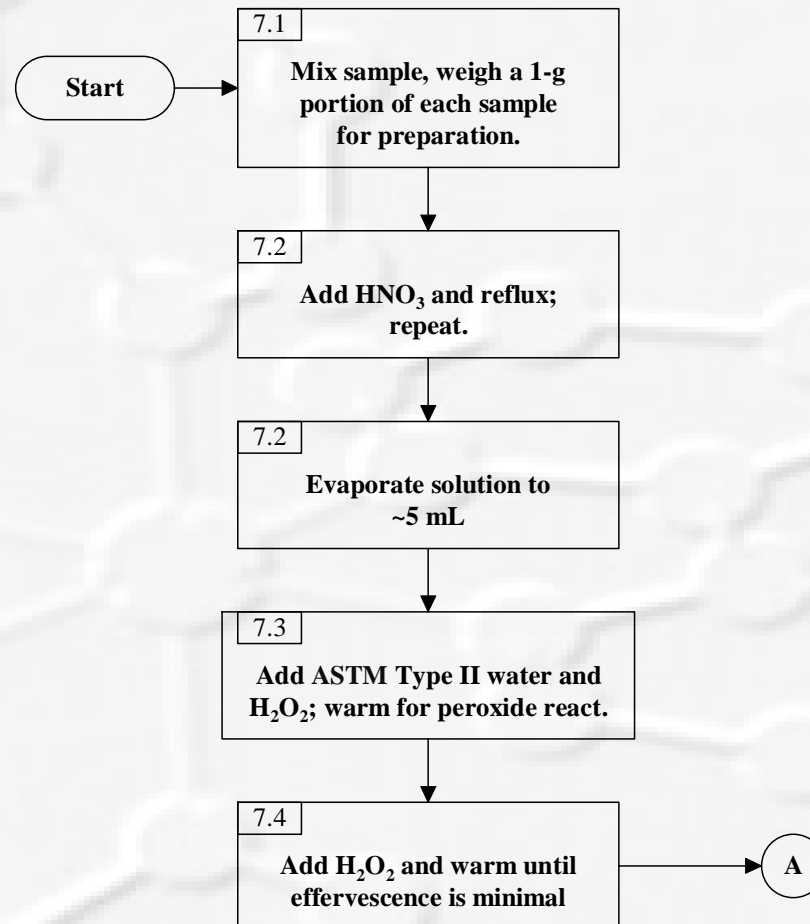 7.1
Start
Mix sample, weigh a 1-g
portion of each sample
for preparation.
7.2
Add HNO₃ and reflux;
repeat.
7.2
Evaporate solution to
~5 mL
7.3
Add ASTM Type II water and
H₂O₂; warm for peroxide react.
7.4
Add H₂O₂ and warm until
effervescence is minimal
A